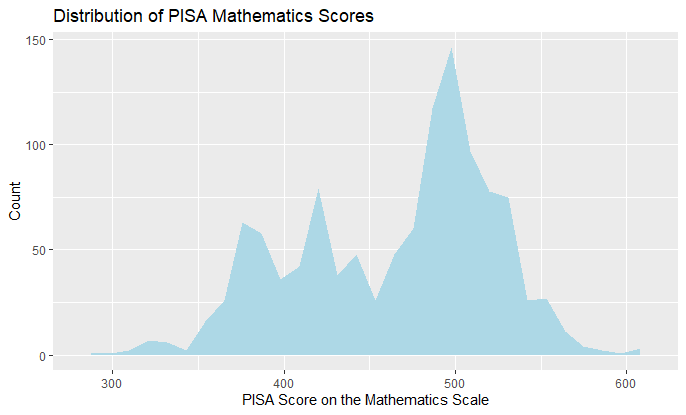 Distribution of PISA Mathematics Scores
150
100
50
0
Count
300 400 500 600
PISA Score on the Mathematics Scale